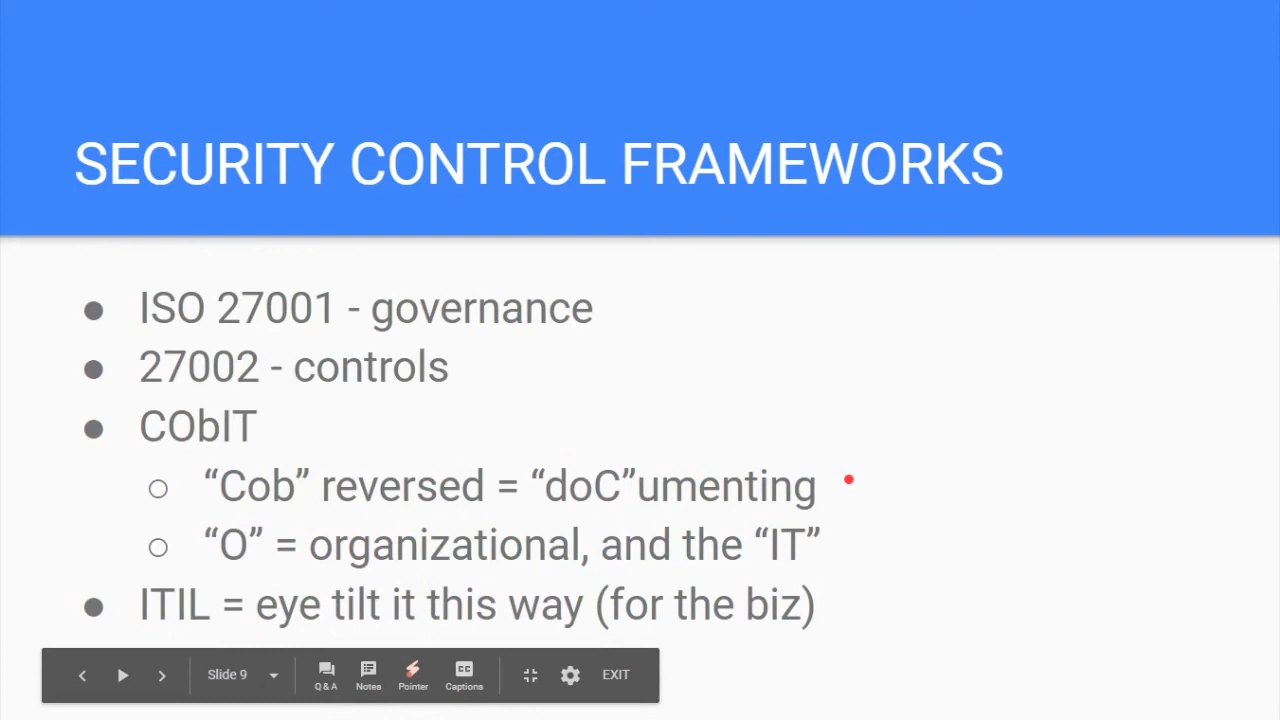 SECURITY CONTROL FRAMEWORKS
● ISO 27001 - governance
● 27002 - controls
● CObIT
○ “Cob” reversed = “doC”umenting
○ “O” = organizational, and the “IT”
● ITIL = eye tilt it this way (for the biz)
Slide 9
Q & A Notes Pointer Captions
EXIT